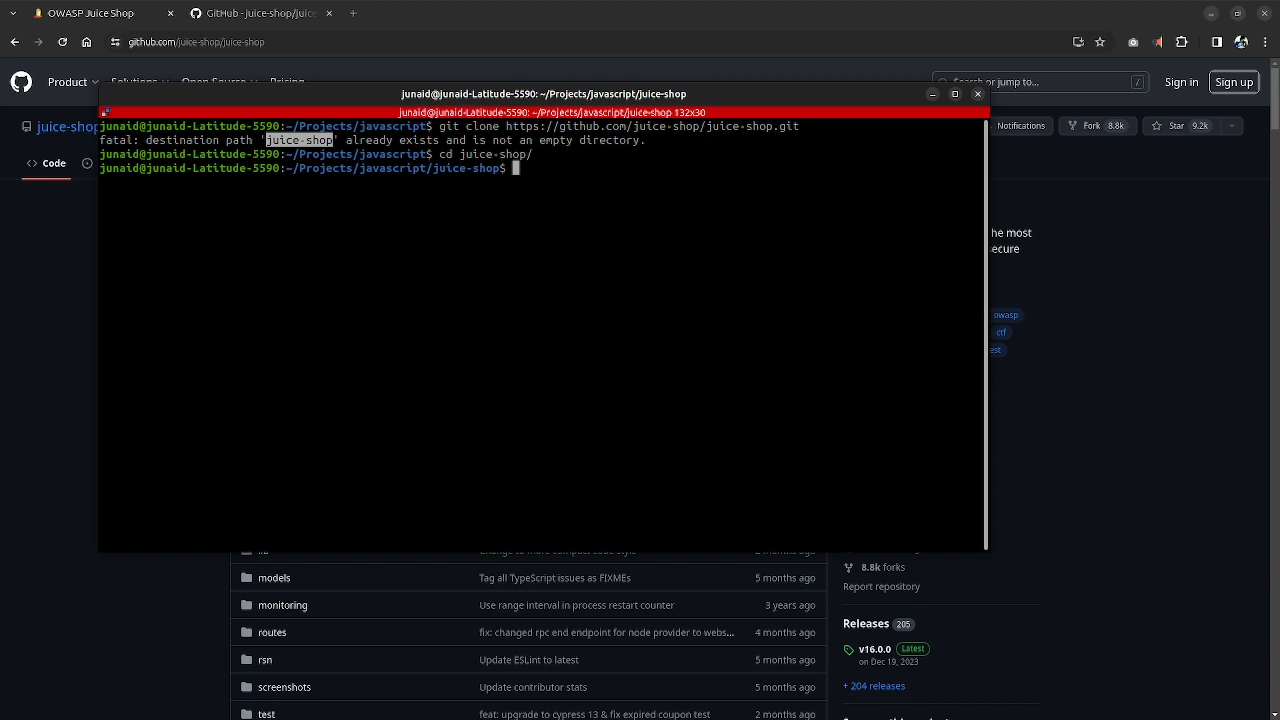 OWASP Juice Shop
GitHub - juice-shop/juice-
github.com/juice-shop/juice-shop
Product
to jump to...
/
Sign in
Sign up
junaid@junaid-Latitude-5590: ~/Projects/javascript/juice-shop
junaid@junaid-Latitude-5590: ~/Projects/javascript/juice-shop 132x30
junaid@junaid-Latitude-5590:~/Projects/javascript$ git clone https://github.com/juice-shop/juice-shop.git
fatal: destination path 'juice-shop' already exists and is not an empty directory.
junaid@junaid-Latitude-5590:~/Projects/javascript$ cd juice-shop/
junaid@junaid-Latitude-5590:~/Projects/javascript/juice-shop$
juice-shop
Notifications
Fork 8.8k
Star 9.2k
Code
he most
secure
owasp
ctf
est
models Tag all TypeScript issues as FIXMEs 5 months ago
monitoring Use range interval in process restart counter 3 years ago
routes fix: changed rpc end endpoint for node provider to webs... 4 months ago
rsn Update ESLint to latest 5 months ago
screenshots Update contributor stats 5 months ago
test feat: upgrade to cypress 13 & fix expired coupon test 2 months ago
8.8k forks
Report repository
Releases 205
v16.0.0 Latest
on Dec 19, 2023
+ 204 releases